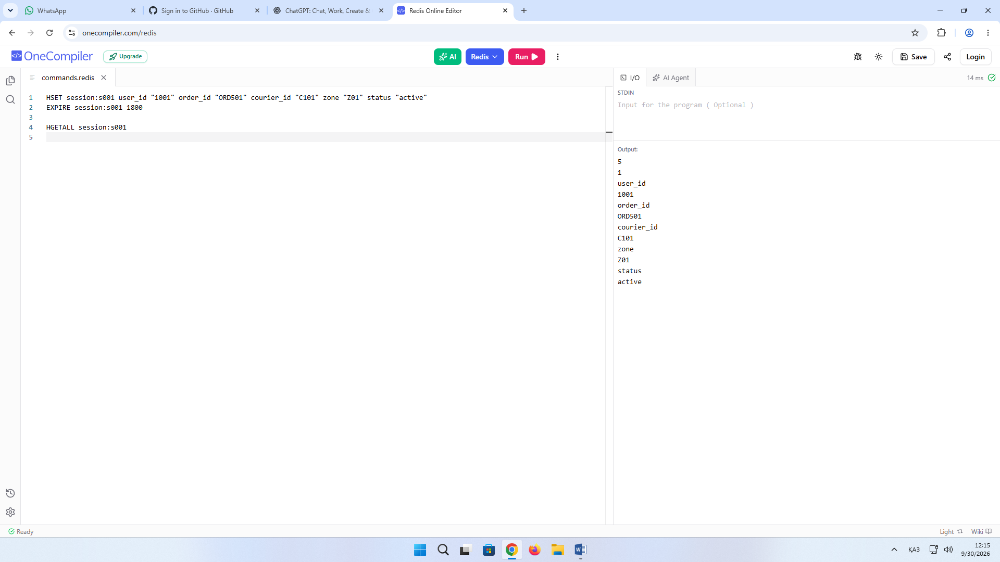 WhatsApp
Sign in to GitHub · GitHub
ChatGPT: Chat, Work, Create &
Redis Online Editor
onecompiler.com/redis
OneCompiler
Upgrade
AI
Redis
Run
Save
Login
commands.redis
I/O
AI Agent
14 ms
1 HSET session:s001 user_id "1001" order_id "ORD501" courier_id "C101" zone "Z01" status "active"
2 EXPIRE session:s001 1800
3
4 HGETALL session:s001
5
STDIN
Input for the program ( Optional )
Output:
5
1
user_id
1001
order_id
ORD501
courier_id
C101
zone
Z01
status
active
Ready
Light
Wiki
ҚАЗ
12:15
9/30/2026